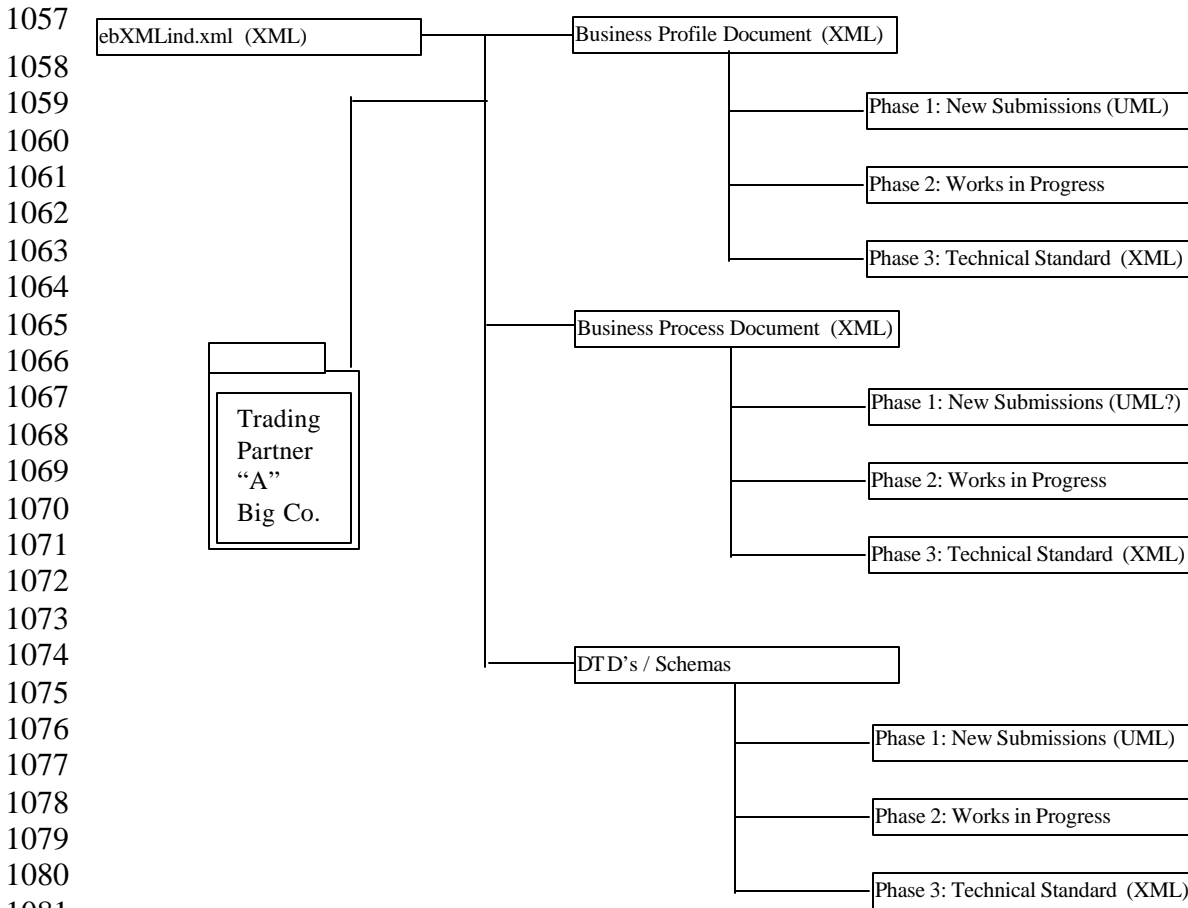 1057
ebXMLind.xml (XML)
Business Profile Document (XML)
1058
1059
Phase 1: New Submissions (UML)
1060
1061
Phase 2: Works in Progress
1062
1063
Phase 3: Technical Standard (XML)
1064
1065
Business Process Document (XML)
1066
1067
Trading
Phase 1: New Submissions (UML?)
1068
Partner
1069
“A”
Phase 2: Works in Progress
1070
Big Co.
1071
Phase 3: Technical Standard (XML)
1072
1073
1074
DTD’s / Schemas
1075
1076
Phase 1: New Submissions (UML)
1077
1078
Phase 2: Works in Progress
1079
1080
Phase 3: Technical Standard (XML)
1081